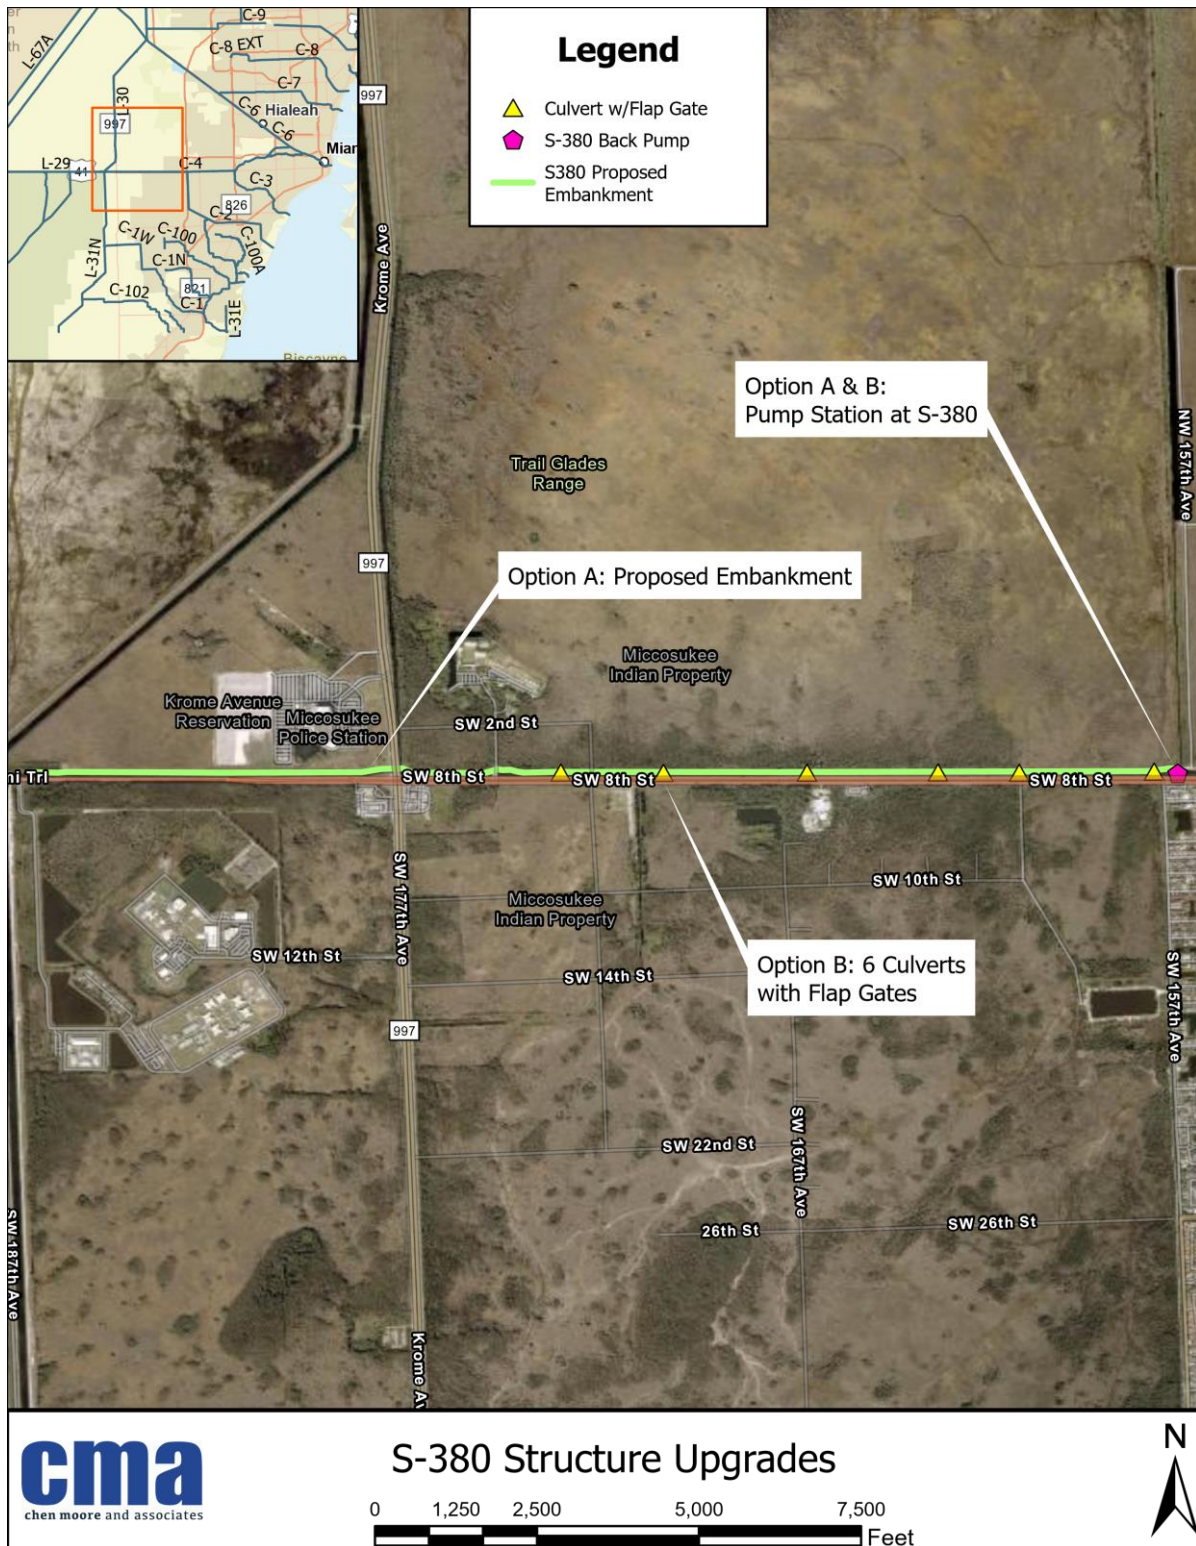 Legend
Culvert w/Flap Gate
S-380 Back Pump
S380 Proposed
Embankment
L-67A
C-9
C-8 EXT
C-8
C-7
L-30
C-6
Hialeah
997
C-6
L-29
41
C-4
C-3
826
C-2
C-1W
C-100
C-100A
L-31N
C-1N
821
C-102
C-1
L-31E
Biscayne
997
Krome Ave
Option A & B:
Pump Station at S-380
NW 157th Ave
Trail Glades
Range
997
Option A: Proposed Embankment
Miccosukee
Indian Property
Krome Avenue
Reservation
Miccosukee
Police Station
SW 2nd St
mi Trl
SW 8th St
SW 8th St
SW 8th St
SW 177th Ave
SW 10th St
Miccosukee
Indian Property
SW 12th St
SW 14th St
Option B: 6 Culverts
with Flap Gates
SW 157th Ave
997
SW 22nd St
SW 167th Ave
SW 187th Ave
26th St
SW 26th St
Krome Av
cma
chen moore and associates
S-380 Structure Upgrades
0 1,250 2,500 5,000 7,500
Feet
N